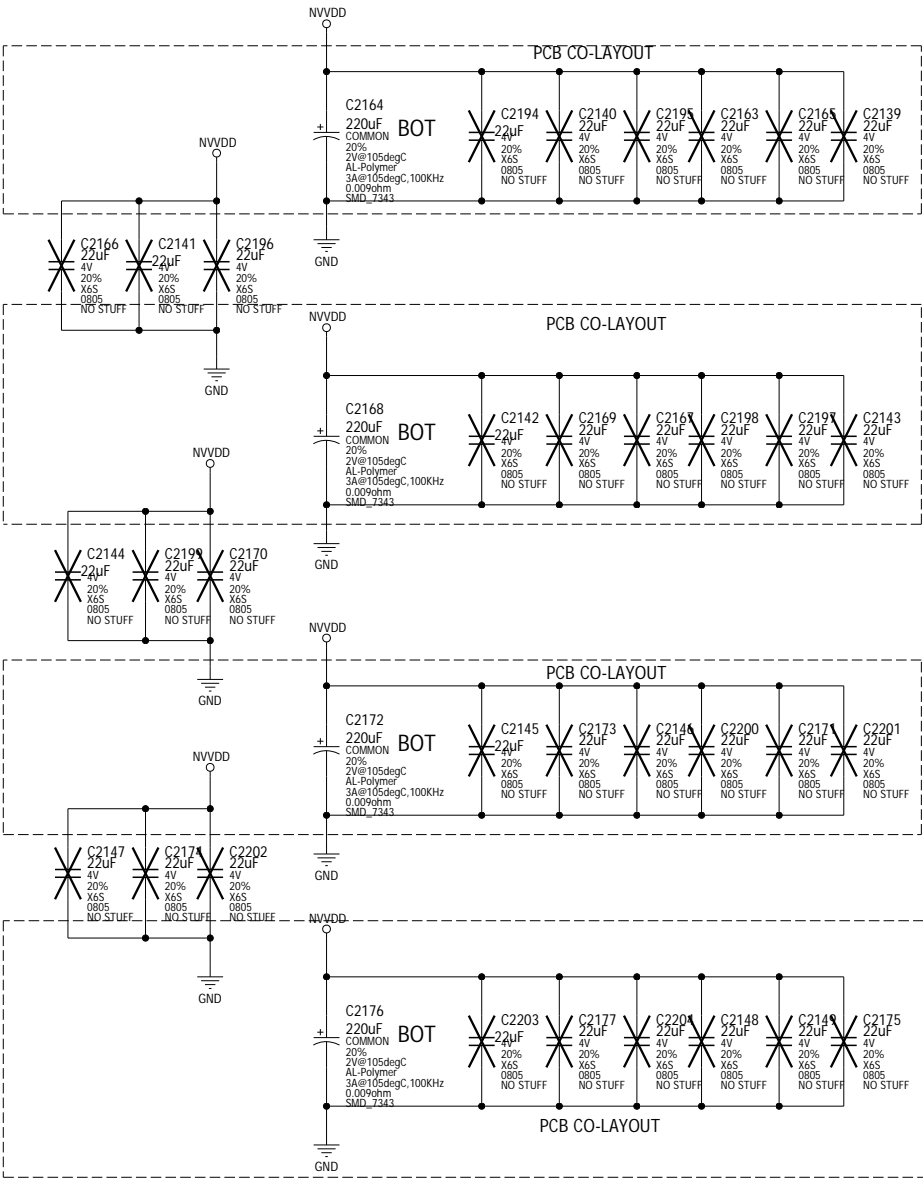 NVVDD
PCB CO-LAYOUT
C2164
220uF
COMMON
20%
2V@105degC
AL-Polymer
3A@105degC,100KHz
0.009ohm
SMD_7343
BOT
C2194
22uF
4V
20%
X6S
0805
NO STUFF
C2140
22uF
4V
20%
X6S
0805
NO STUFF
C2195
22uF
4V
20%
X6S
0805
NO STUFF
C2163
22uF
4V
20%
X6S
0805
NO STUFF
C2165
22uF
4V
20%
X6S
0805
NO STUFF
C2139
22uF
4V
20%
X6S
0805
NO STUFF
GND
NVVDD
C2166
22uF
4V
20%
X6S
0805
NO STUFF
C2141
22uF
4V
20%
X6S
0805
NO STUFF
C2196
22uF
4V
20%
X6S
0805
NO STUFF
GND
NVVDD
PCB CO-LAYOUT
C2168
220uF
COMMON
20%
2V@105degC
AL-Polymer
3A@105degC,100KHz
0.009ohm
SMD_7343
BOT
C2142
22uF
4V
20%
X6S
0805
NO STUFF
C2169
22uF
4V
20%
X6S
0805
NO STUFF
C2167
22uF
4V
20%
X6S
0805
NO STUFF
C2198
22uF
4V
20%
X6S
0805
NO STUFF
C2197
22uF
4V
20%
X6S
0805
NO STUFF
C2143
22uF
4V
20%
X6S
0805
NO STUFF
GND
NVVDD
C2144
22uF
4V
20%
X6S
0805
NO STUFF
C2199
22uF
4V
20%
X6S
0805
NO STUFF
C2170
22uF
4V
20%
X6S
0805
NO STUFF
GND
NVVDD
PCB CO-LAYOUT
C2172
220uF
COMMON
20%
2V@105degC
AL-Polymer
3A@105degC,100KHz
0.009ohm
SMD_7343
BOT
C2145
22uF
4V
20%
X6S
0805
NO STUFF
C2173
22uF
4V
20%
X6S
0805
NO STUFF
C2146
22uF
4V
20%
X6S
0805
NO STUFF
C2200
22uF
4V
20%
X6S
0805
NO STUFF
C2171
22uF
4V
20%
X6S
0805
NO STUFF
C2201
22uF
4V
20%
X6S
0805
NO STUFF
GND
NVVDD
C2147
22uF
4V
20%
X6S
0805
NO STUFF
C2174
22uF
4V
20%
X6S
0805
NO STUFF
C2202
22uF
4V
20%
X6S
0805
NO STUFF
GND
NVVDD
C2176
220uF
COMMON
20%
2V@105degC
AL-Polymer
3A@105degC,100KHz
0.009ohm
SMD_7343
BOT
C2203
22uF
4V
20%
X6S
0805
NO STUFF
C2177
22uF
4V
20%
X6S
0805
NO STUFF
C2204
22uF
4V
20%
X6S
0805
NO STUFF
C2148
22uF
4V
20%
X6S
0805
NO STUFF
C2149
22uF
4V
20%
X6S
0805
NO STUFF
C2175
22uF
4V
20%
X6S
0805
NO STUFF
PCB CO-LAYOUT
GND